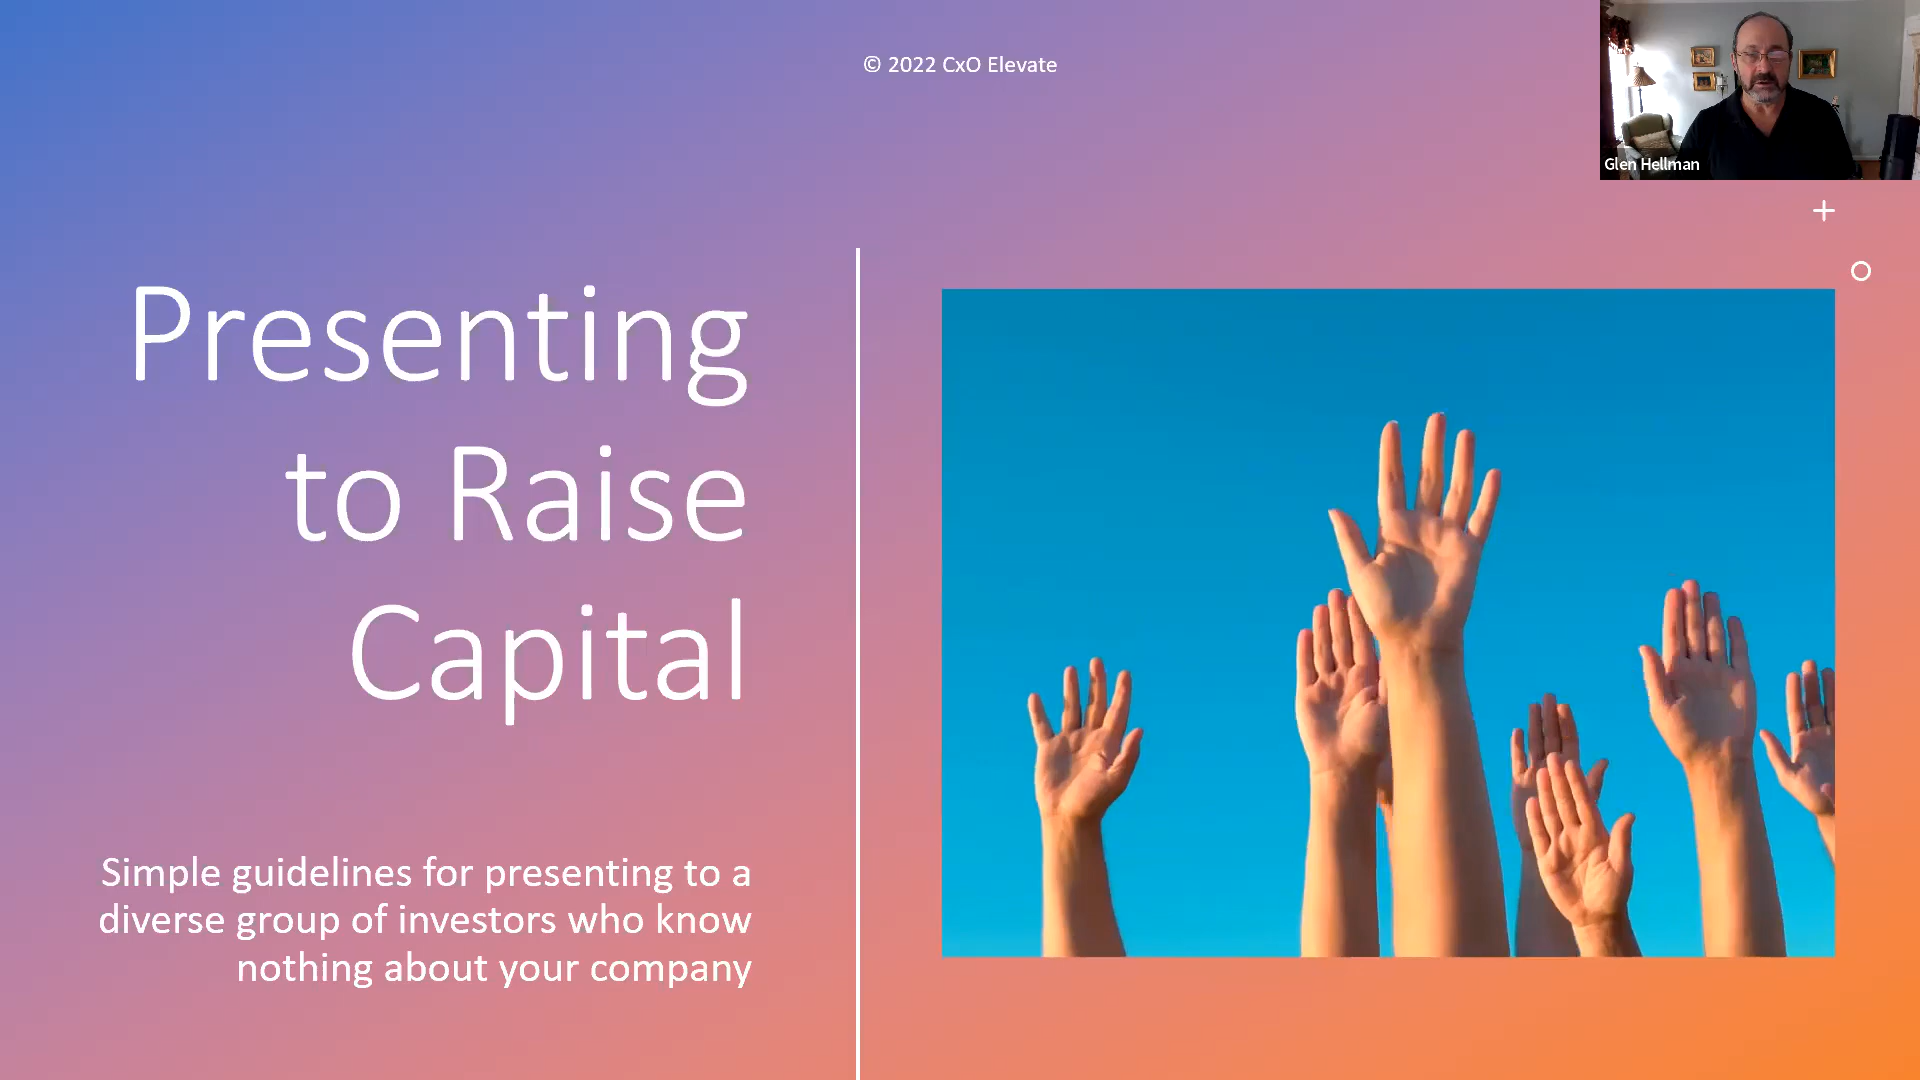 © 2022 CxO Elevate
Glen Hellman
Presenting
to Raise
Capital
Simple guidelines for presenting to a
diverse group of investors who know
nothing about your company